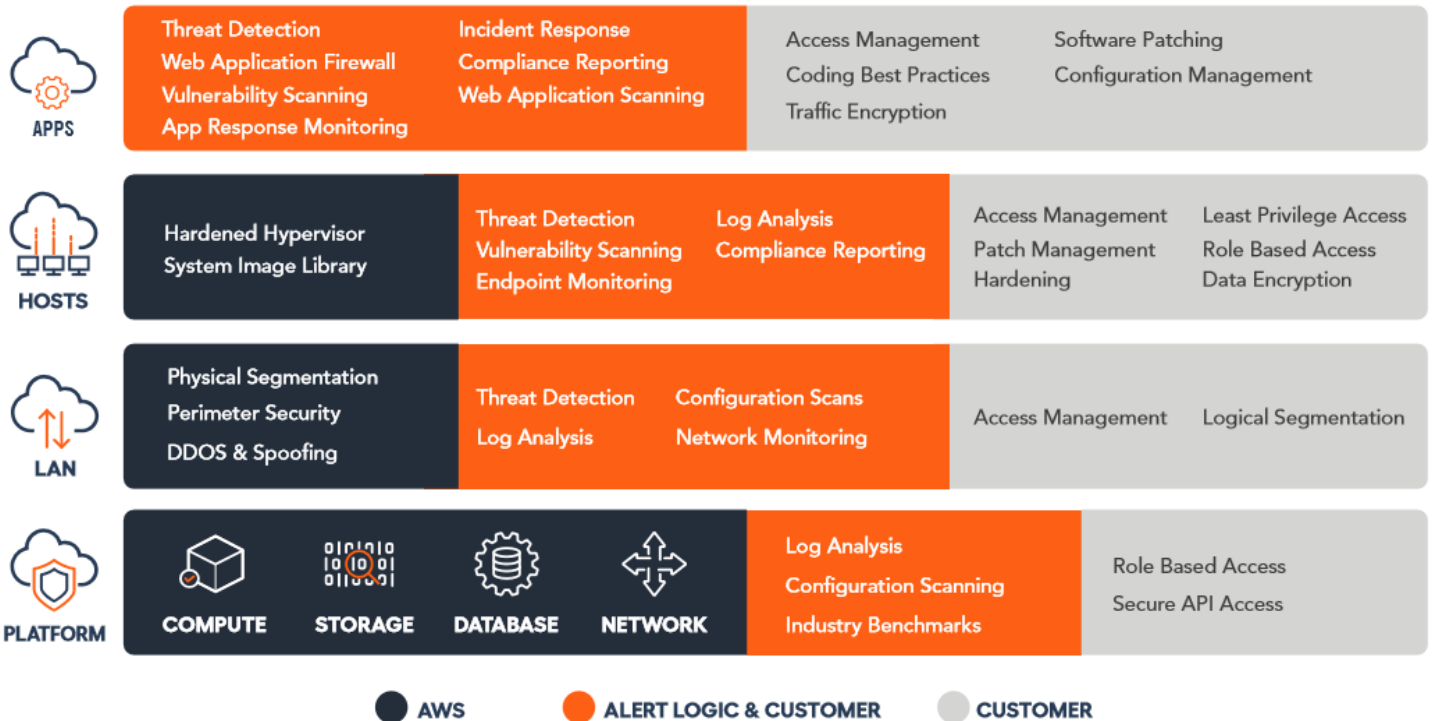 Threat Detection
Web Application Firewall
Vulnerability Scanning
App Response Monitoring
Incident Response
Compliance Reporting
Web Application Scanning
Access Management
Coding Best Practices
Traffic Encryption
Software Patching
Configuration Management
APPS
Hardened Hypervisor
System Image Library
Threat Detection
Vulnerability Scanning
Endpoint Monitoring
Log Analysis
Compliance Reporting
Access Management
Patch Management
Hardening
Least Privilege Access
Role Based Access
Data Encryption
HOSTS
Physical Segmentation
Perimeter Security
DDOS & Spoofing
Threat Detection
Log Analysis
Configuration Scans
Network Monitoring
Access Management
Logical Segmentation
LAN
COMPUTE
STORAGE
DATABASE
NETWORK
Log Analysis
Configuration Scanning
Industry Benchmarks
Role Based Access
Secure API Access
PLATFORM
AWS
ALERT LOGIC & CUSTOMER
CUSTOMER